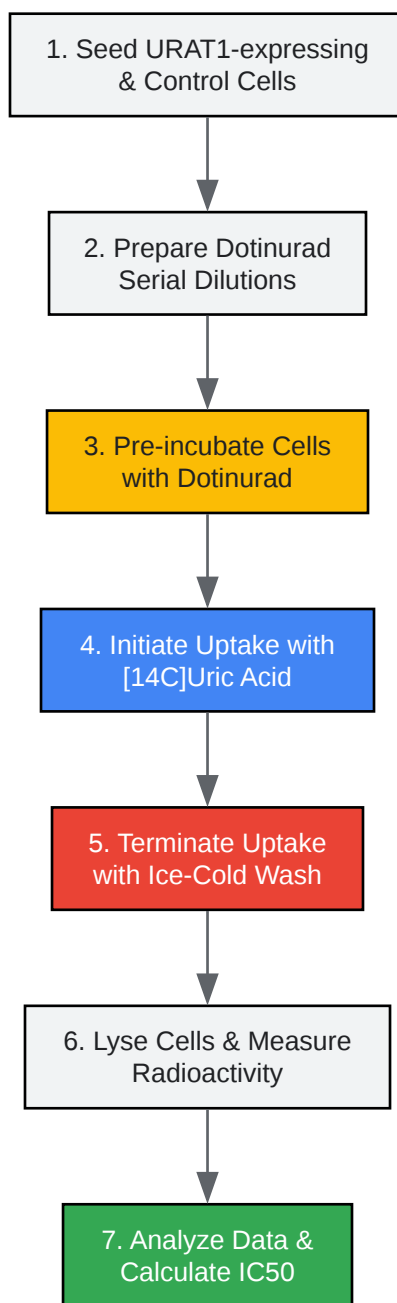 1. Seed URAT1-expressing
& Control Cells
2. Prepare Dotinurad
Serial Dilutions
3. Pre-incubate Cells
with Dotinurad
4. Initiate Uptake with
[14C]Uric Acid
5. Terminate Uptake
with Ice-Cold Wash
6. Lyse Cells & Measure
Radioactivity
7. Analyze Data &
Calculate IC50